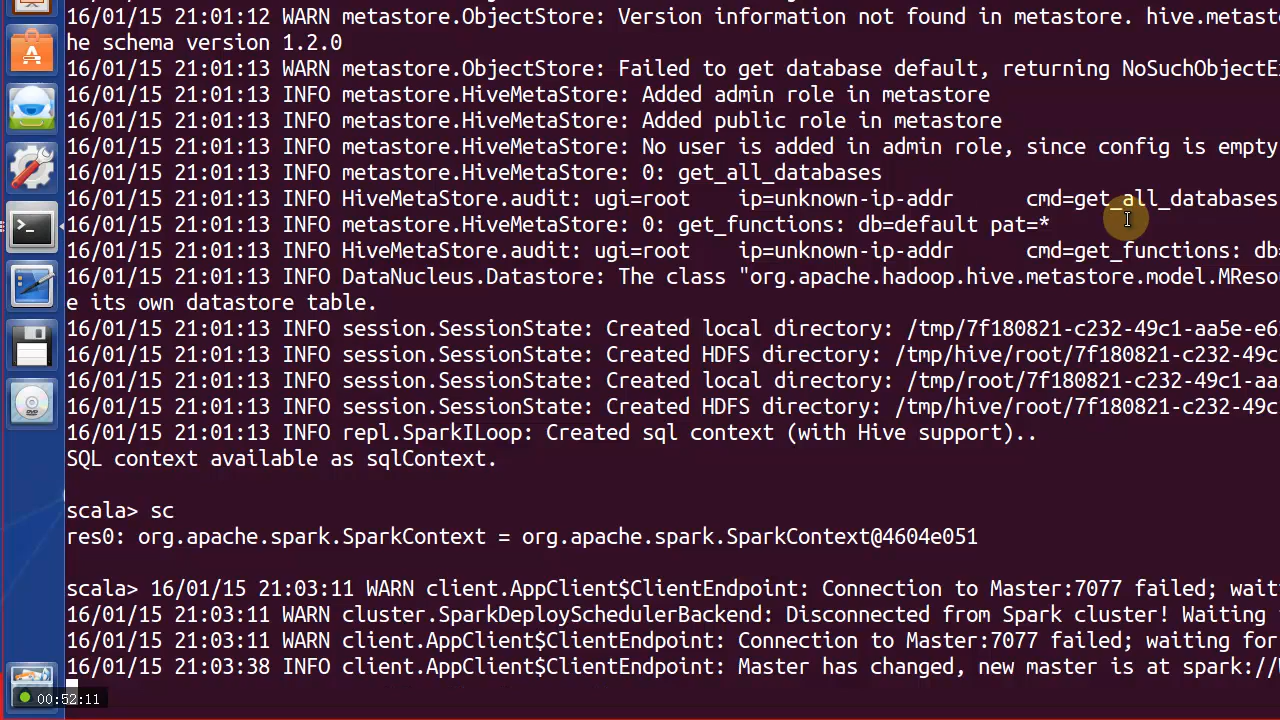 16/01/15 21:01:12 WARN metastore.ObjectStore: Version information not found in metastore. hive.metast
he schema version 1.2.0
16/01/15 21:01:13 WARN metastore.ObjectStore: Failed to get database default, returning NoSuchObjectE
16/01/15 21:01:13 INFO metastore.HiveMetaStore: Added admin role in metastore
16/01/15 21:01:13 INFO metastore.HiveMetaStore: Added public role in metastore
16/01/15 21:01:13 INFO metastore.HiveMetaStore: No user is added in admin role, since config is empty
16/01/15 21:01:13 INFO metastore.HiveMetaStore: 0: get_all_databases
16/01/15 21:01:13 INFO HiveMetaStore.audit: ugi=root ip=unknown-ip-addr cmd=get_all_databases
16/01/15 21:01:13 INFO metastore.HiveMetaStore: 0: get_functions: db=default pat=*
16/01/15 21:01:13 INFO HiveMetaStore.audit: ugi=root ip=unknown-ip-addr cmd=get_functions: db=
16/01/15 21:01:13 INFO DataNucleus.Datastore: The class "org.apache.hadoop.hive.metastore.model.MReso
e its own datastore table.
16/01/15 21:01:13 INFO session.SessionState: Created local directory: /tmp/7f180821-c232-49c1-aa5e-e6
16/01/15 21:01:13 INFO session.SessionState: Created HDFS directory: /tmp/hive/root/7f180821-c232-49c
16/01/15 21:01:13 INFO session.SessionState: Created local directory: /tmp/root/7f180821-c232-49c1-aa
16/01/15 21:01:13 INFO session.SessionState: Created HDFS directory: /tmp/hive/root/7f180821-c232-49c
16/01/15 21:01:13 INFO repl.SparkILoop: Created sql context (with Hive support)..
SQL context available as sqlContext.
scala> sc
res0: org.apache.spark.SparkContext = org.apache.spark.SparkContext@4604e051
scala> 16/01/15 21:03:11 WARN client.AppClient$ClientEndpoint: Connection to Master:7077 failed; wait
16/01/15 21:03:11 WARN cluster.SparkDeploySchedulerBackend: Disconnected from Spark cluster! Waiting
16/01/15 21:03:11 WARN client.AppClient$ClientEndpoint: Connection to Master:7077 failed; waiting for
16/01/15 21:03:38 INFO client.AppClient$ClientEndpoint: Master has changed, new master is at spark://
00:52:11